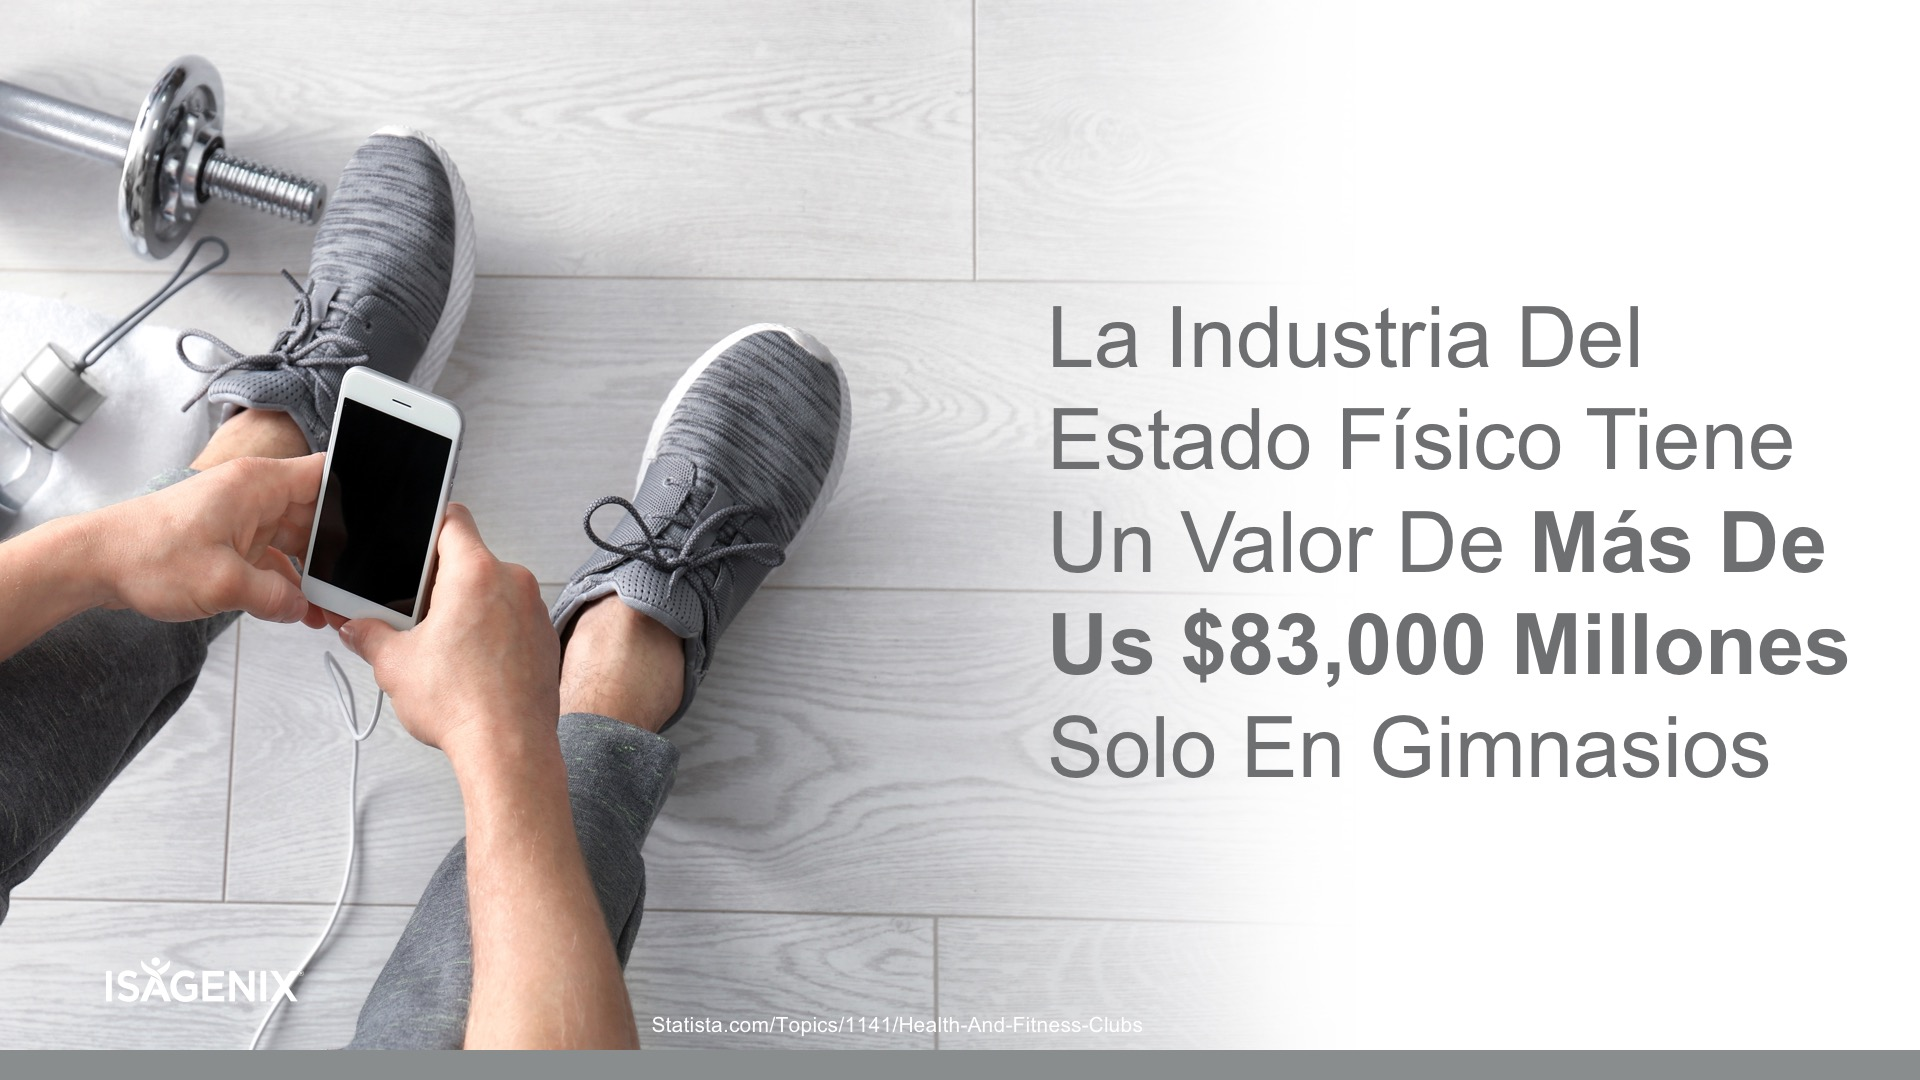 La Industria Del
Estado Físico Tiene
Un Valor De Más De
Us $83,000 Millones
Solo En Gimnasios
ISAGENIX
Statista.com/Topics/1141/Health-And-Fitness-Clubs